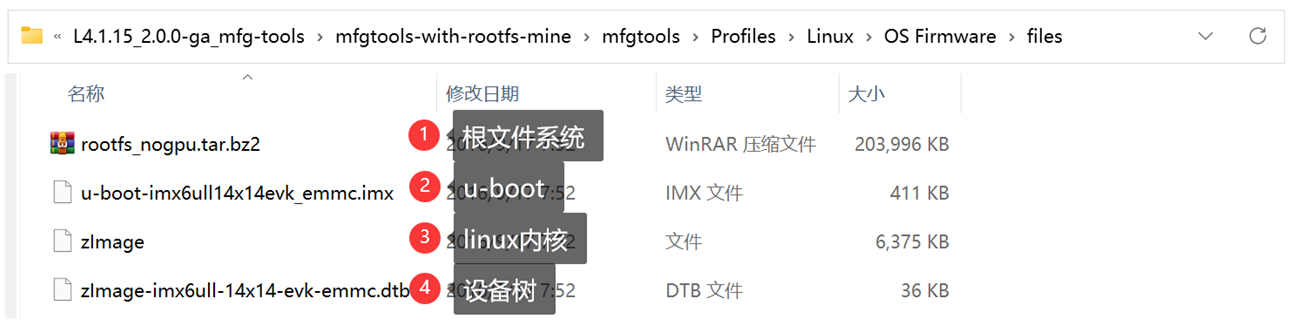 « L4.1.15_2.0.0-ga_mfg-tools › mfgtools-with-rootfs-mine › mfgtools › Profiles › Linux › OS Firmware › files
名称 修改日期 类型 大小
rootfs_nogpu.tar.bz2 1 根文件系统 WinRAR 压缩文件 203,996 KB
u-boot-imx6ull14x14evk_emmc.imx 2 u-boot 7:52 IMX 文件 411 KB
zImage 3 linux内核 文件 6,375 KB
zImage-imx6ull-14x14-evk-emmc.dtb 4 设备树 7:52 DTB 文件 36 KB